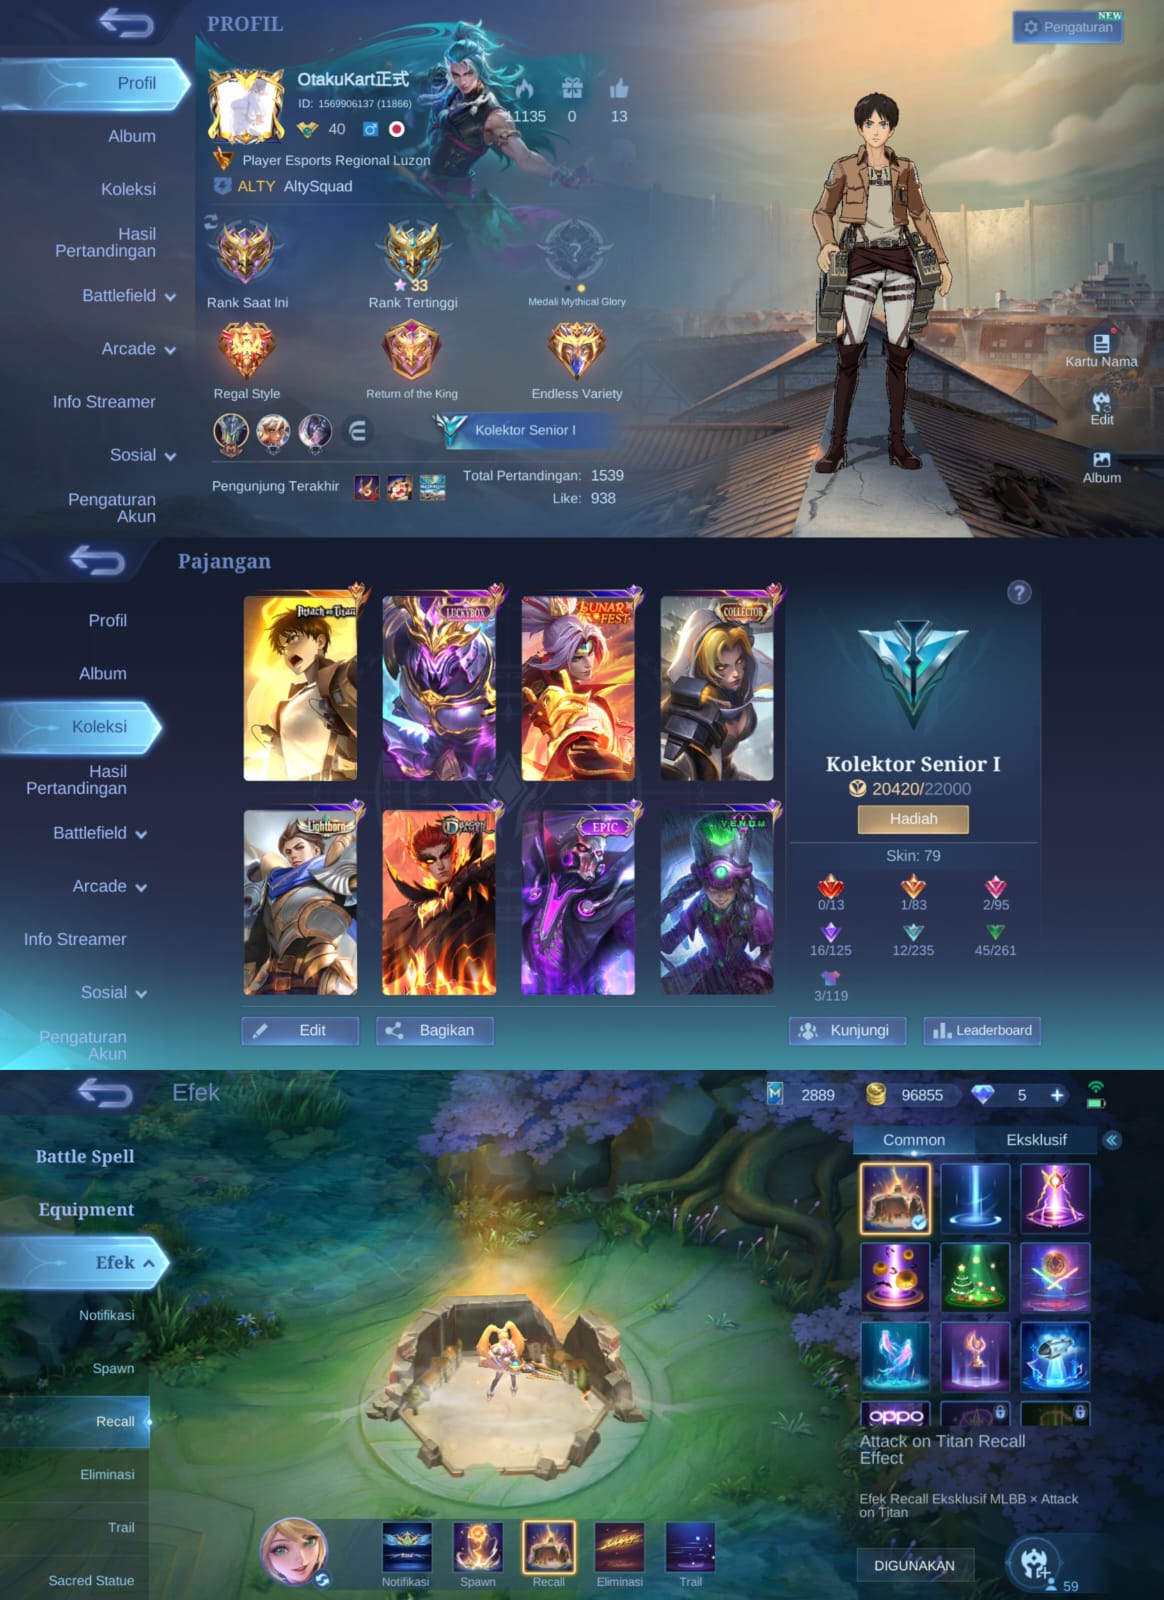 PROFIL
NEW
Pengaturan
Profil
Album
Koleksi
Hasil
Pertandingan
Battlefield
Arcade
Info Streamer
Sosial
Pengaturan
Akun
OtakuKart正式
ID: 1569906137 (11866)
40
11135
0
13
Player Esports Regional Luzon
ALTY AltySquad
Rank Saat Ini
33
Rank Tertinggi
?
Medali Mythical Glory
Regal Style
Return of the King
Endless Variety
M
Kolektor Senior I
Pengunjung Terakhir
Total Pertandingan: 1539
Like: 938
Kartu Nama
Edit
Album
Pajangan
Profil
Album
Koleksi
Hasil
Pertandingan
Battlefield
Arcade
Info Streamer
Sosial
Pengaturan
Akun
Attack on Titan
LUCKYBOX
LUNAR
FEST
COLLECTOR
Lightborn
EPIC
VENOM
?
Kolektor Senior I
20420/22000
Hadiah
Skin: 79
0/13
1/83
2/95
16/125
12/235
45/261
3/119
Edit
Bagikan
Kunjungi
Leaderboard
Efek
M
2889
96855
5
+
Battle Spell
Equipment
Efek
Notifikasi
Spawn
Recall
Eliminasi
Trail
Sacred Statue
Common
Eksklusif
oppo
Attack on Titan Recall
Effect
Efek Recall Eksklusif MLBB × Attack
on Titan
DIGUNAKAN
59
Notifikasi
Spawn
Recall
Eliminasi
Trail